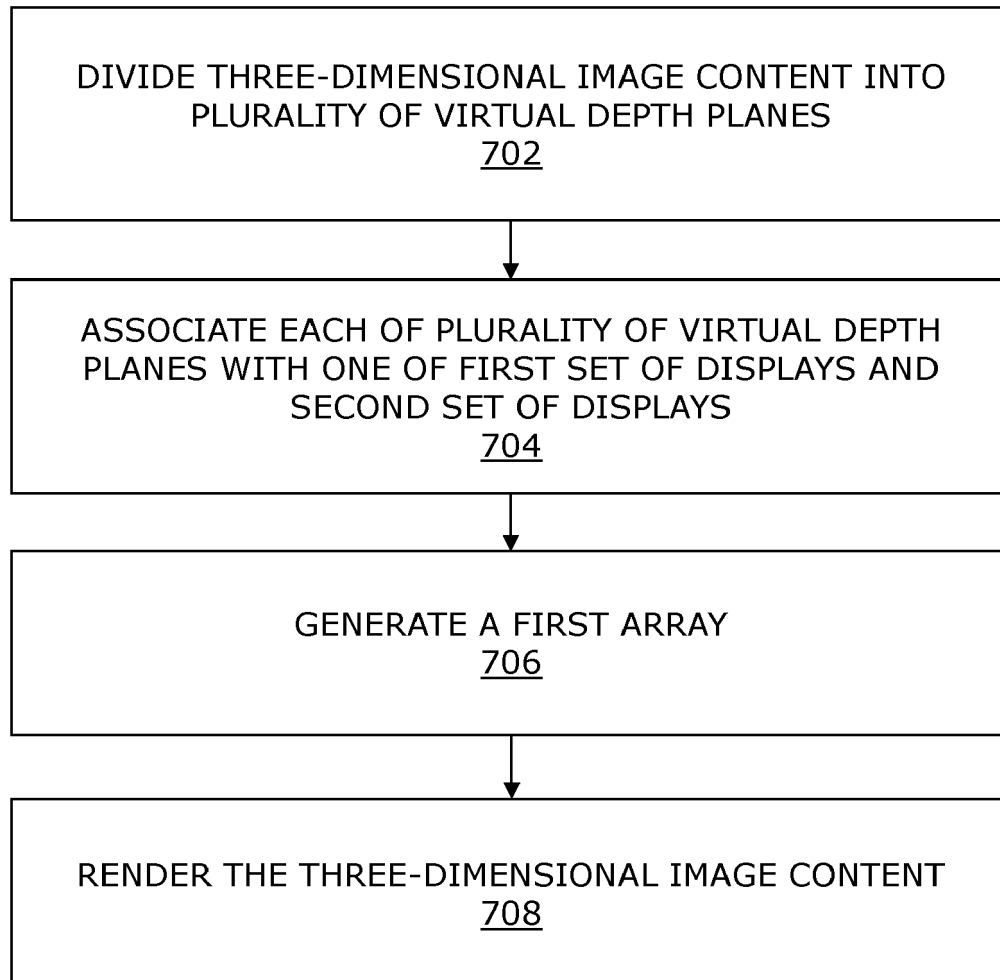 DIVIDE THREE-DIMENSIONAL IMAGE CONTENT INTO
PLURALITY OF VIRTUAL DEPTH PLANES
702
ASSOCIATE EACH OF PLURALITY OF VIRTUAL DEPTH
PLANES WITH ONE OF FIRST SET OF DISPLAYS AND
SECOND SET OF DISPLAYS
704
GENERATE A FIRST ARRAY
706
RENDER THE THREE-DIMENSIONAL IMAGE CONTENT
708